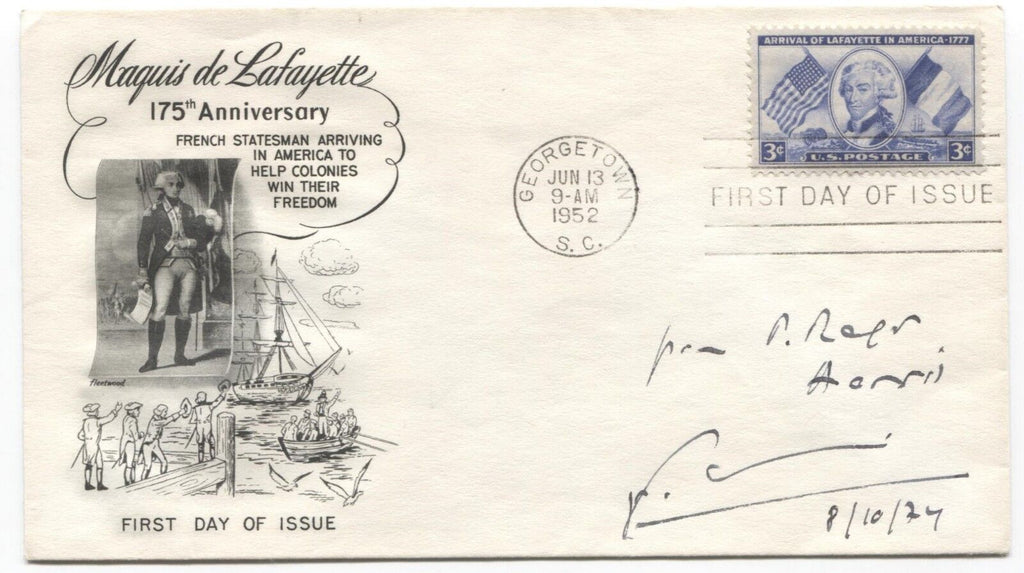 Maquis de Lafayette
175th Anniversary
FRENCH STATESMAN ARRIVING
IN AMERICA TO
HELP COLONIES
WIN THEIR
FREEDOM
Fleetwood
FIRST DAY OF ISSUE
GEORGETOWN
JUN 13
9-AM
1952
S. C.
ARRIVAL OF LAFAYETTE IN AMERICA-1777
3¢ U.S. POSTAGE 3¢
FIRST DAY OF ISSUE
8/10/74